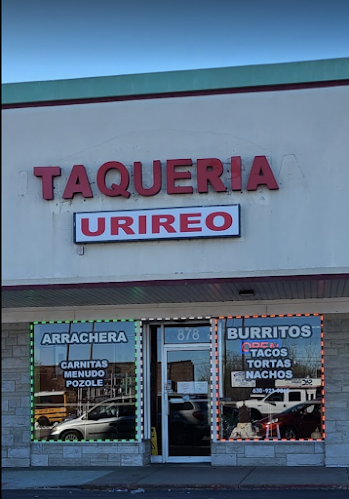 TAQUERIA
URIREO
878
ARRACHERA
CARNITAS
MENUDO
POZOLE
BURRITOS
OPEN
TACOS
TORTAS
NACHOS